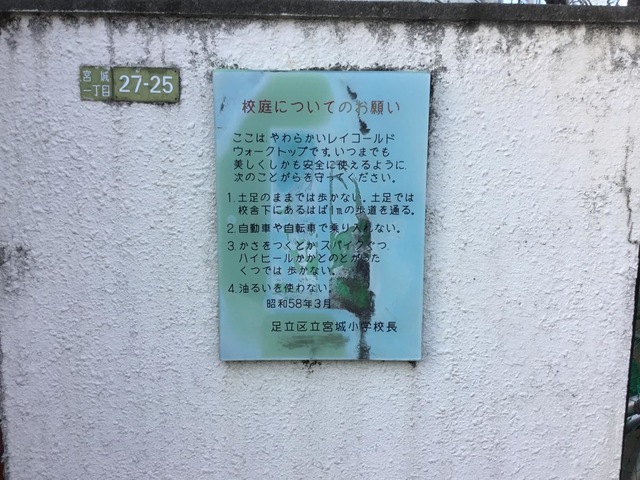 宮城
一丁目
27-25
校庭についてのお願い
ここは、やわらかいレイコールド
ウォークトップです。いつまでも
美しくしかも安全に使えるように、
次のことがらを守ってください。
1. 土足のままでは歩かない。土足では
校舎下にあるはば1mの歩道を通る。
2. 自動車や自転車で乗り入れない。
3. かさをつくとか スパイクぐつ
ハイヒールかかとのとがった
くつでは 歩かない。
4. 油るいを使わない。
昭和58年3月
足立区立宮城小学校長